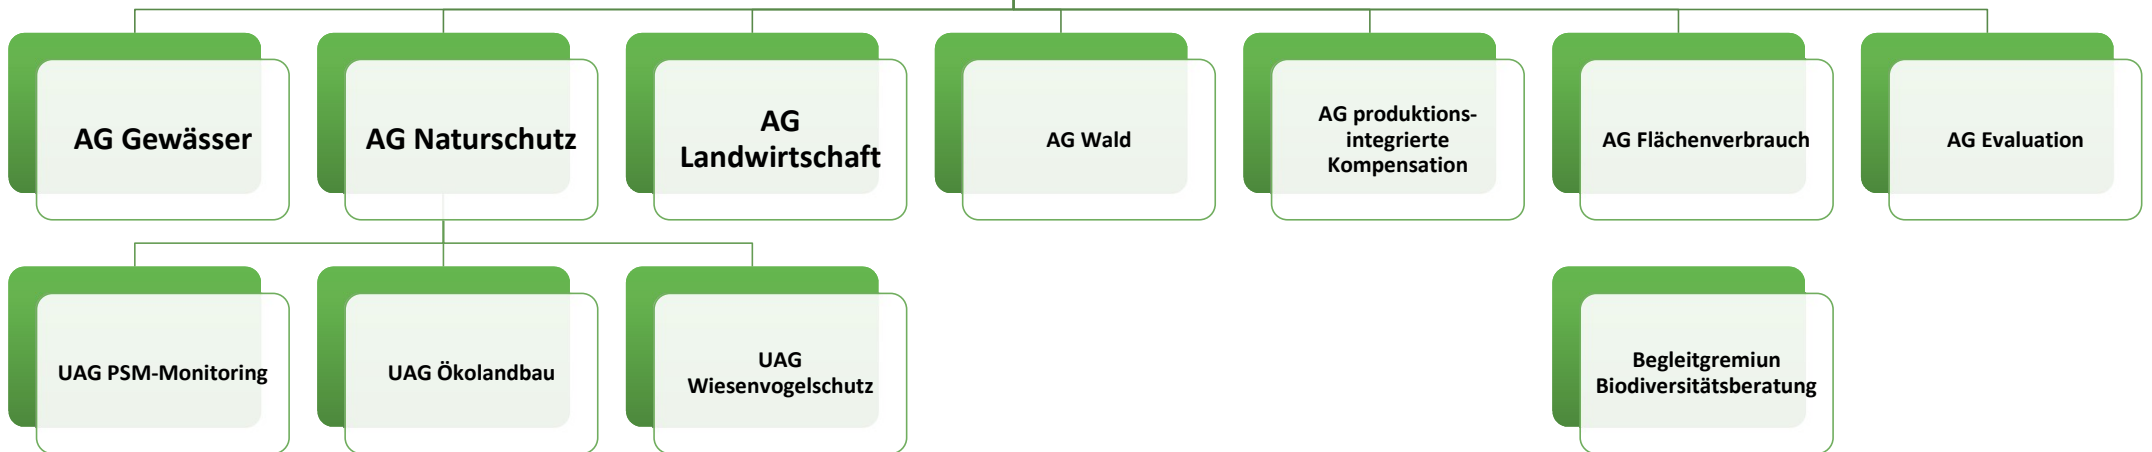 AG Gewässer
AG Naturschutz
AG
Landwirtschaft
AG Wald
AG produktions-
integrierte
Kompensation
AG Flächenverbrauch
AG Evaluation
UAG PSM-Monitoring
UAG Ökolandbau
UAG
Wiesenvogelschutz
Begleitgremiun
Biodiversitätsberatung